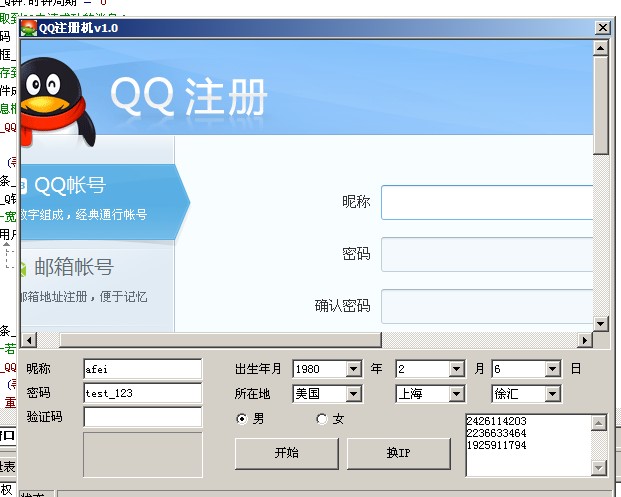 QQ注册机v1.0
QQ 注册
QQ帐号
数字组成，经典通行帐号
邮箱帐号
邮箱地址注册，便于记忆
昵称
密码
确认密码
昵称 afei
出生年月 1980 年 2 月 6 日
密码 test_123
所在地 美国 上海 徐汇
验证码
男 女
开始 换IP
2426114203
2236633464
1925911794